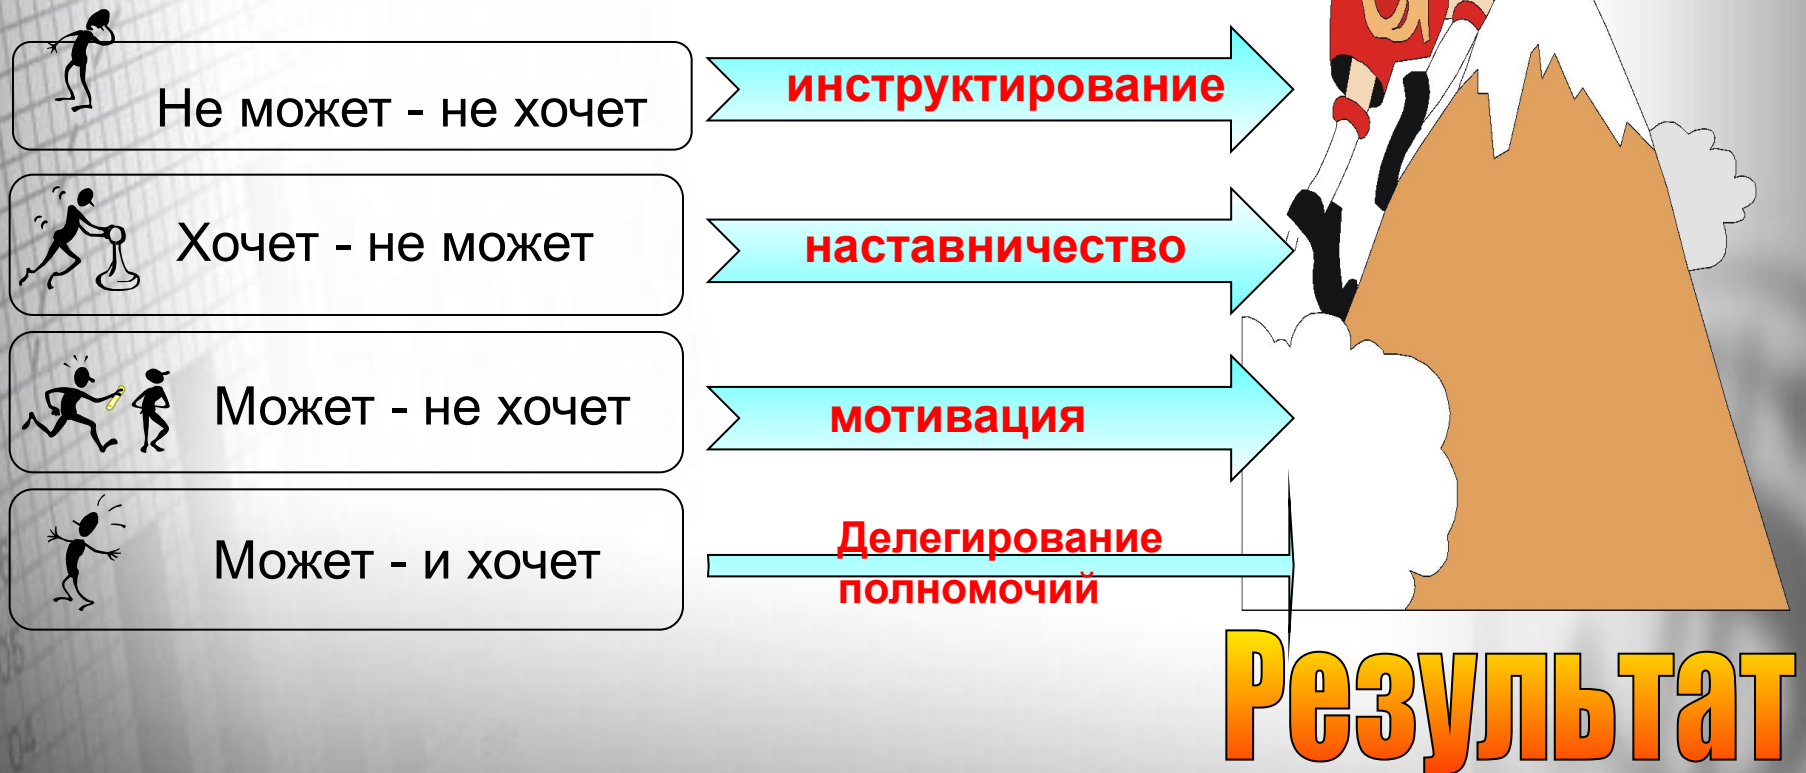 Не может - не хочет
инструктирование
Хочет - не может
наставничество
Может - не хочет
мотивация
Может - и хочет
Делегирование
полномочий
Результат